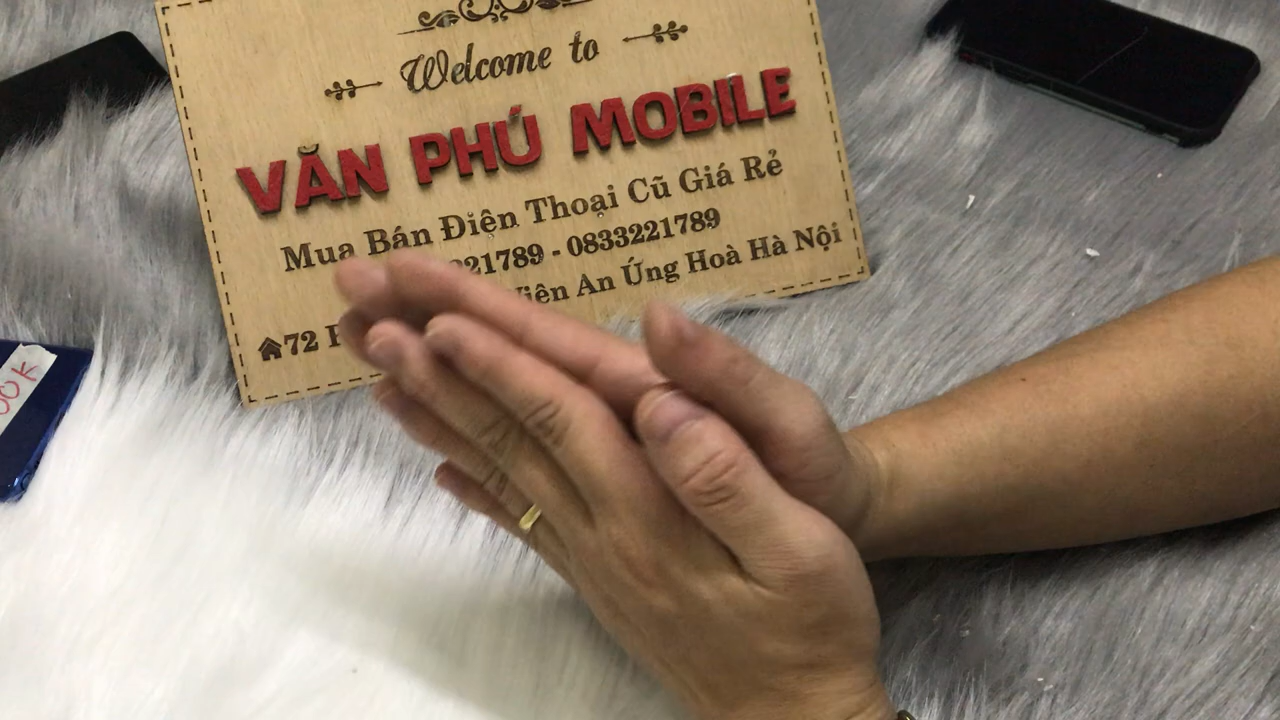 Welcome to
VĂN PHÚ MOBILE
Mua Bán Điện Thoại Cũ Giá Rẻ
21789 - 0833221789
72 Viên An Ứng Hoà Hà Nội
00K